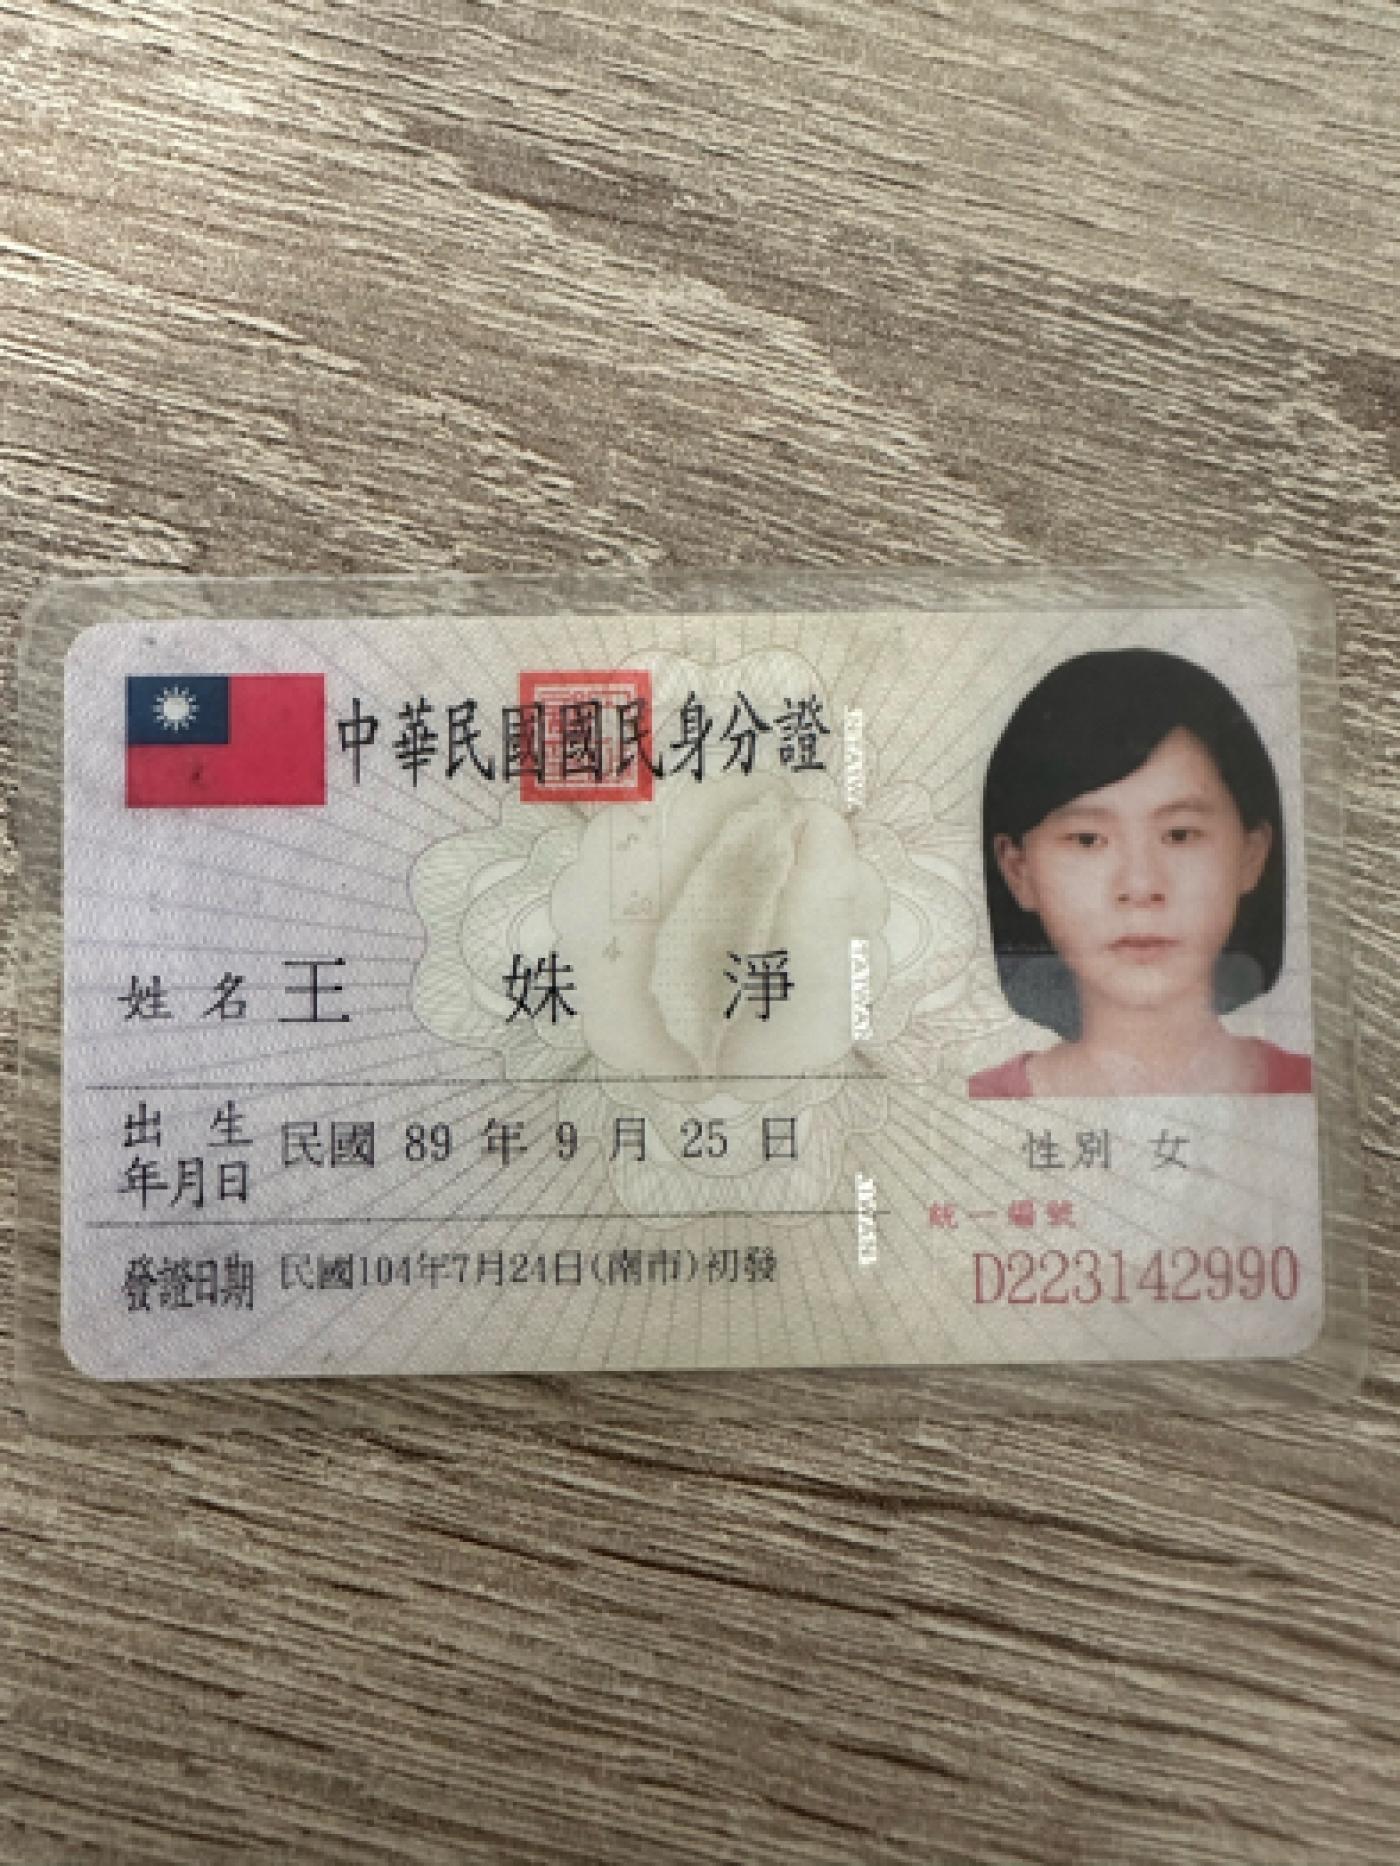 中華民國國民身分證
姓名 王姝淨
出生年月日 民國 89 年 9 月 25 日
性別 女
統一編號
D223142990
發證日期 民國104年7月24日(南市)初發